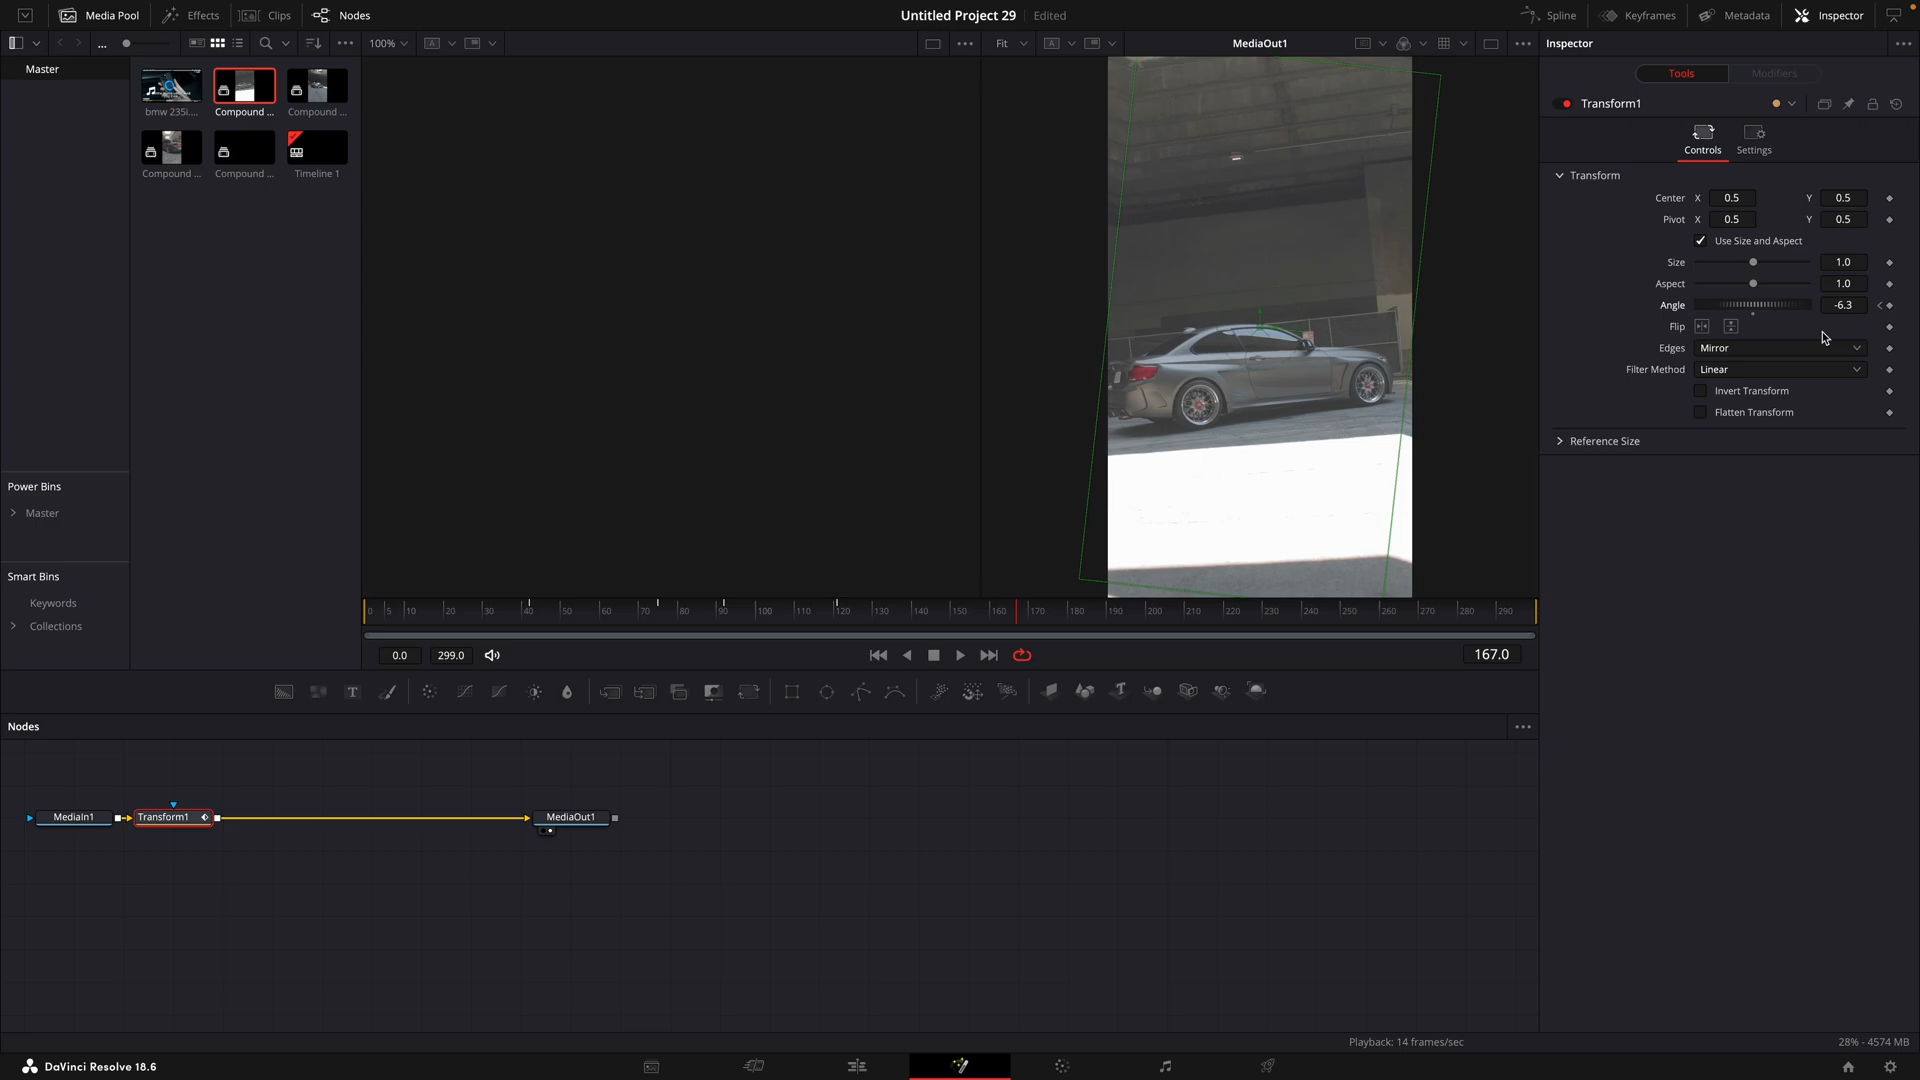 Media Pool
Effects
Clips
Nodes
Untitled Project 29
Edited
Spline
Keyframes
Metadata
Inspector
...
100%
Fit
MediaOut1
Inspector
Master
bmw 235i....
Compound ...
Compound ...
Compound ...
Compound ...
Timeline 1
Tools
Modifiers
Transform1
Controls
Settings
Transform
Center X 0.5 Y 0.5
Pivot X 0.5 Y 0.5
Use Size and Aspect
Size 1.0
Aspect 1.0
Angle -6.3
Flip
Edges Mirror
Filter Method Linear
Invert Transform
Flatten Transform
Reference Size
Power Bins
Master
Smart Bins
Keywords
Collections
0 5 10 20 30 40 50 60 70 80 90 100 110 120 130 140 150 160 170 180 190 200 210 220 230 240 250 260 270 280 290
0.0 299.0
167.0
Nodes
MediaIn1
Transform1
MediaOut1
Playback: 14 frames/sec
28% - 4574 MB
DaVinci Resolve 18.6